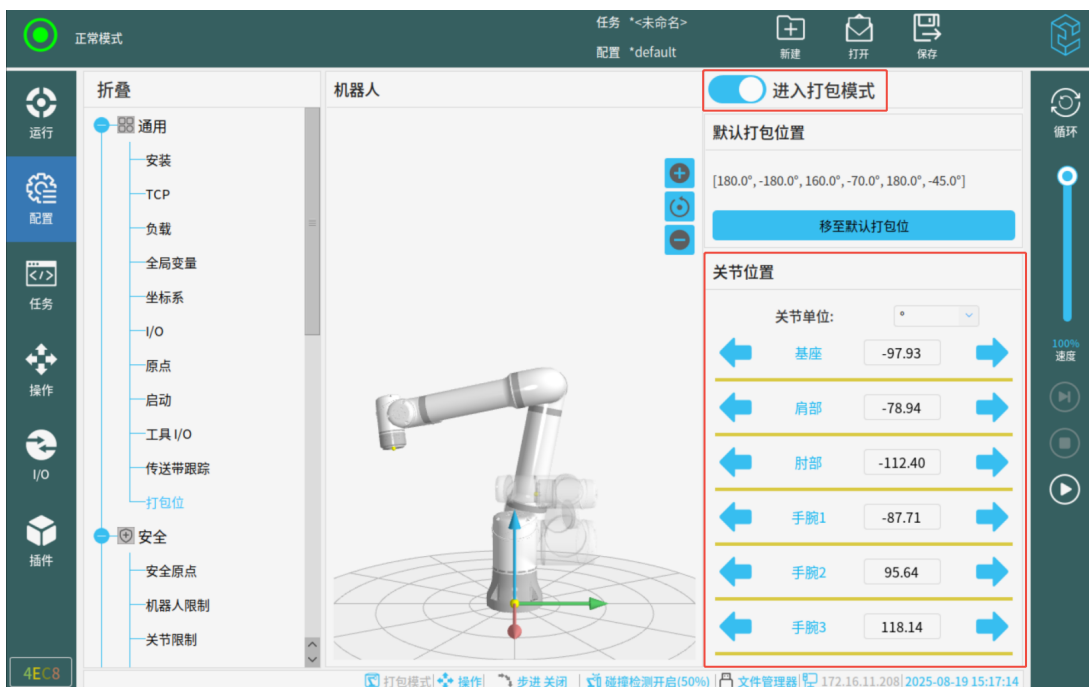 正常模式
任务 *<未命名>
配置 *default
新建
打开
保存
运行
配置
任务
操作
I/O
插件
4EC8
折叠
通用
安装
TCP
负载
全局变量
坐标系
I/O
原点
启动
工具 I/O
传送带跟踪
打包位
安全
安全原点
机器人限制
关节限制
机器人
进入打包模式
默认打包位置
[180.0°, -180.0°, 160.0°, -70.0°, 180.0°, -45.0°]
移至默认打包位
关节位置
关节单位: °
基座 -97.93
肩部 -78.94
肘部 -112.40
手腕1 -87.71
手腕2 95.64
手腕3 118.14
循环
100%
速度
打包模式 操作 步进 关闭 碰撞检测开启(50%) 文件管理器 172.16.11.208 2025-08-19 15:17:14